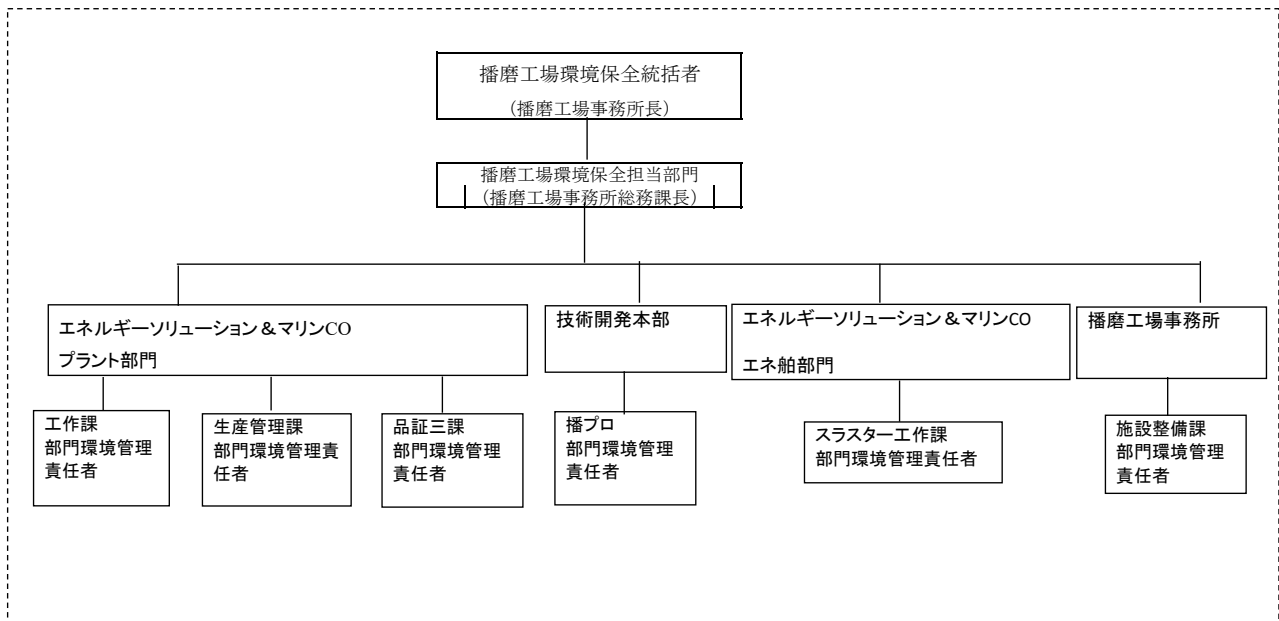 播磨工場環境保全統括者
（播磨工場事務所長）
播磨工場環境保全担当部門
（播磨工場事務所総務課長）
エネルギーソリューション＆マリンCO
プラント部門
技術開発本部
エネルギーソリューション＆マリンCO
エネ舶部門
播磨工場事務所
工作課
部門環境管理
責任者
生産管理課
部門環境管理責
任者
品証三課
部門環境管理
責任者
播プロ
部門環境管理
責任者
スラスター工作課
部門環境管理責任者
施設整備課
部門環境管理
責任者